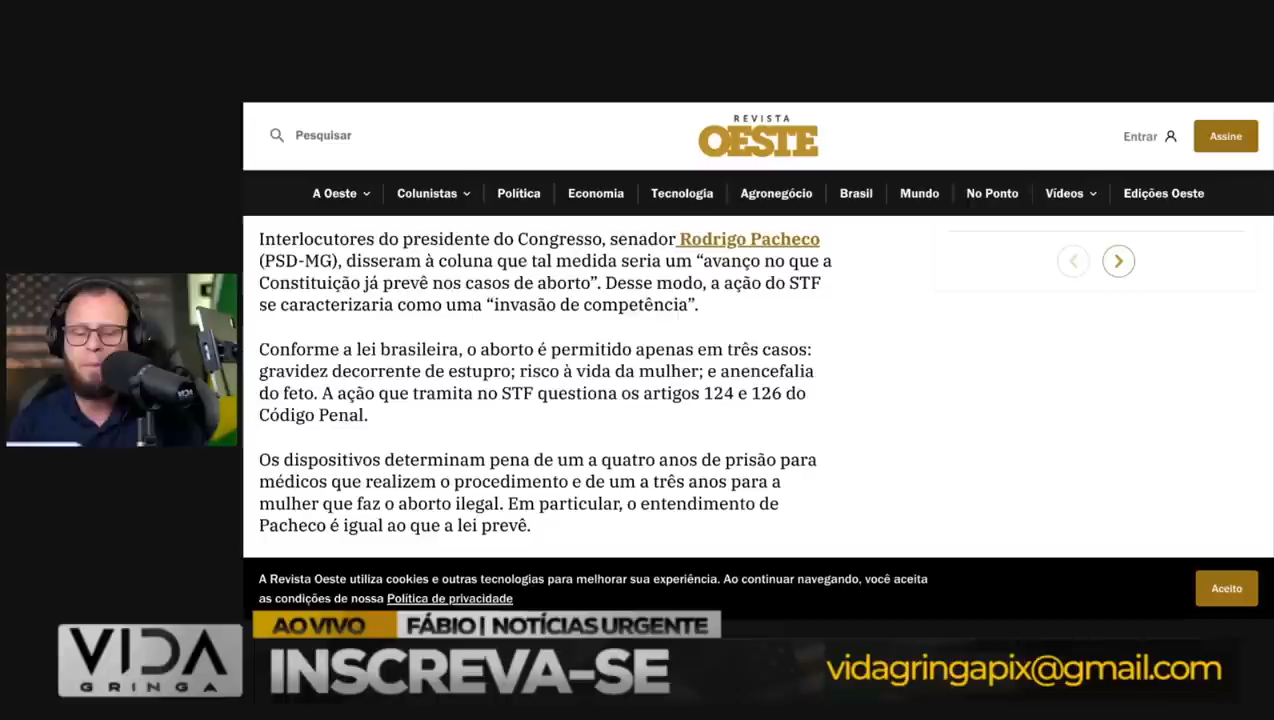 Pesquisar
REVISTA
OESTE
Entrar
Assine
A Oeste
Colunistas
Política
Economia
Tecnologia
Agronegócio
Brasil
Mundo
No Ponto
Vídeos
Edições Oeste
Interlocutores do presidente do Congresso, senador Rodrigo Pacheco
(PSD-MG), disseram à coluna que tal medida seria um “avanço no que a
Constituição já prevê nos casos de aborto”. Desse modo, a ação do STF
se caracterizaria como uma “invasão de competência”.
Conforme a lei brasileira, o aborto é permitido apenas em três casos:
gravidez decorrente de estupro; risco à vida da mulher; e anencefalia
do feto. A ação que tramita no STF questiona os artigos 124 e 126 do
Código Penal.
Os dispositivos determinam pena de um a quatro anos de prisão para
médicos que realizem o procedimento e de um a três anos para a
mulher que faz o aborto ilegal. Em particular, o entendimento de
Pacheco é igual ao que a lei prevê.
A Revista Oeste utiliza cookies e outras tecnologias para melhorar sua experiência. Ao continuar navegando, você aceita
as condições de nossa Política de privacidade
Aceito
AO VIVO
FÁBIO | NOTÍCIAS URGENTE
VIDA
GRINGA
INSCREVA-SE
vidagringapix@gmail.com